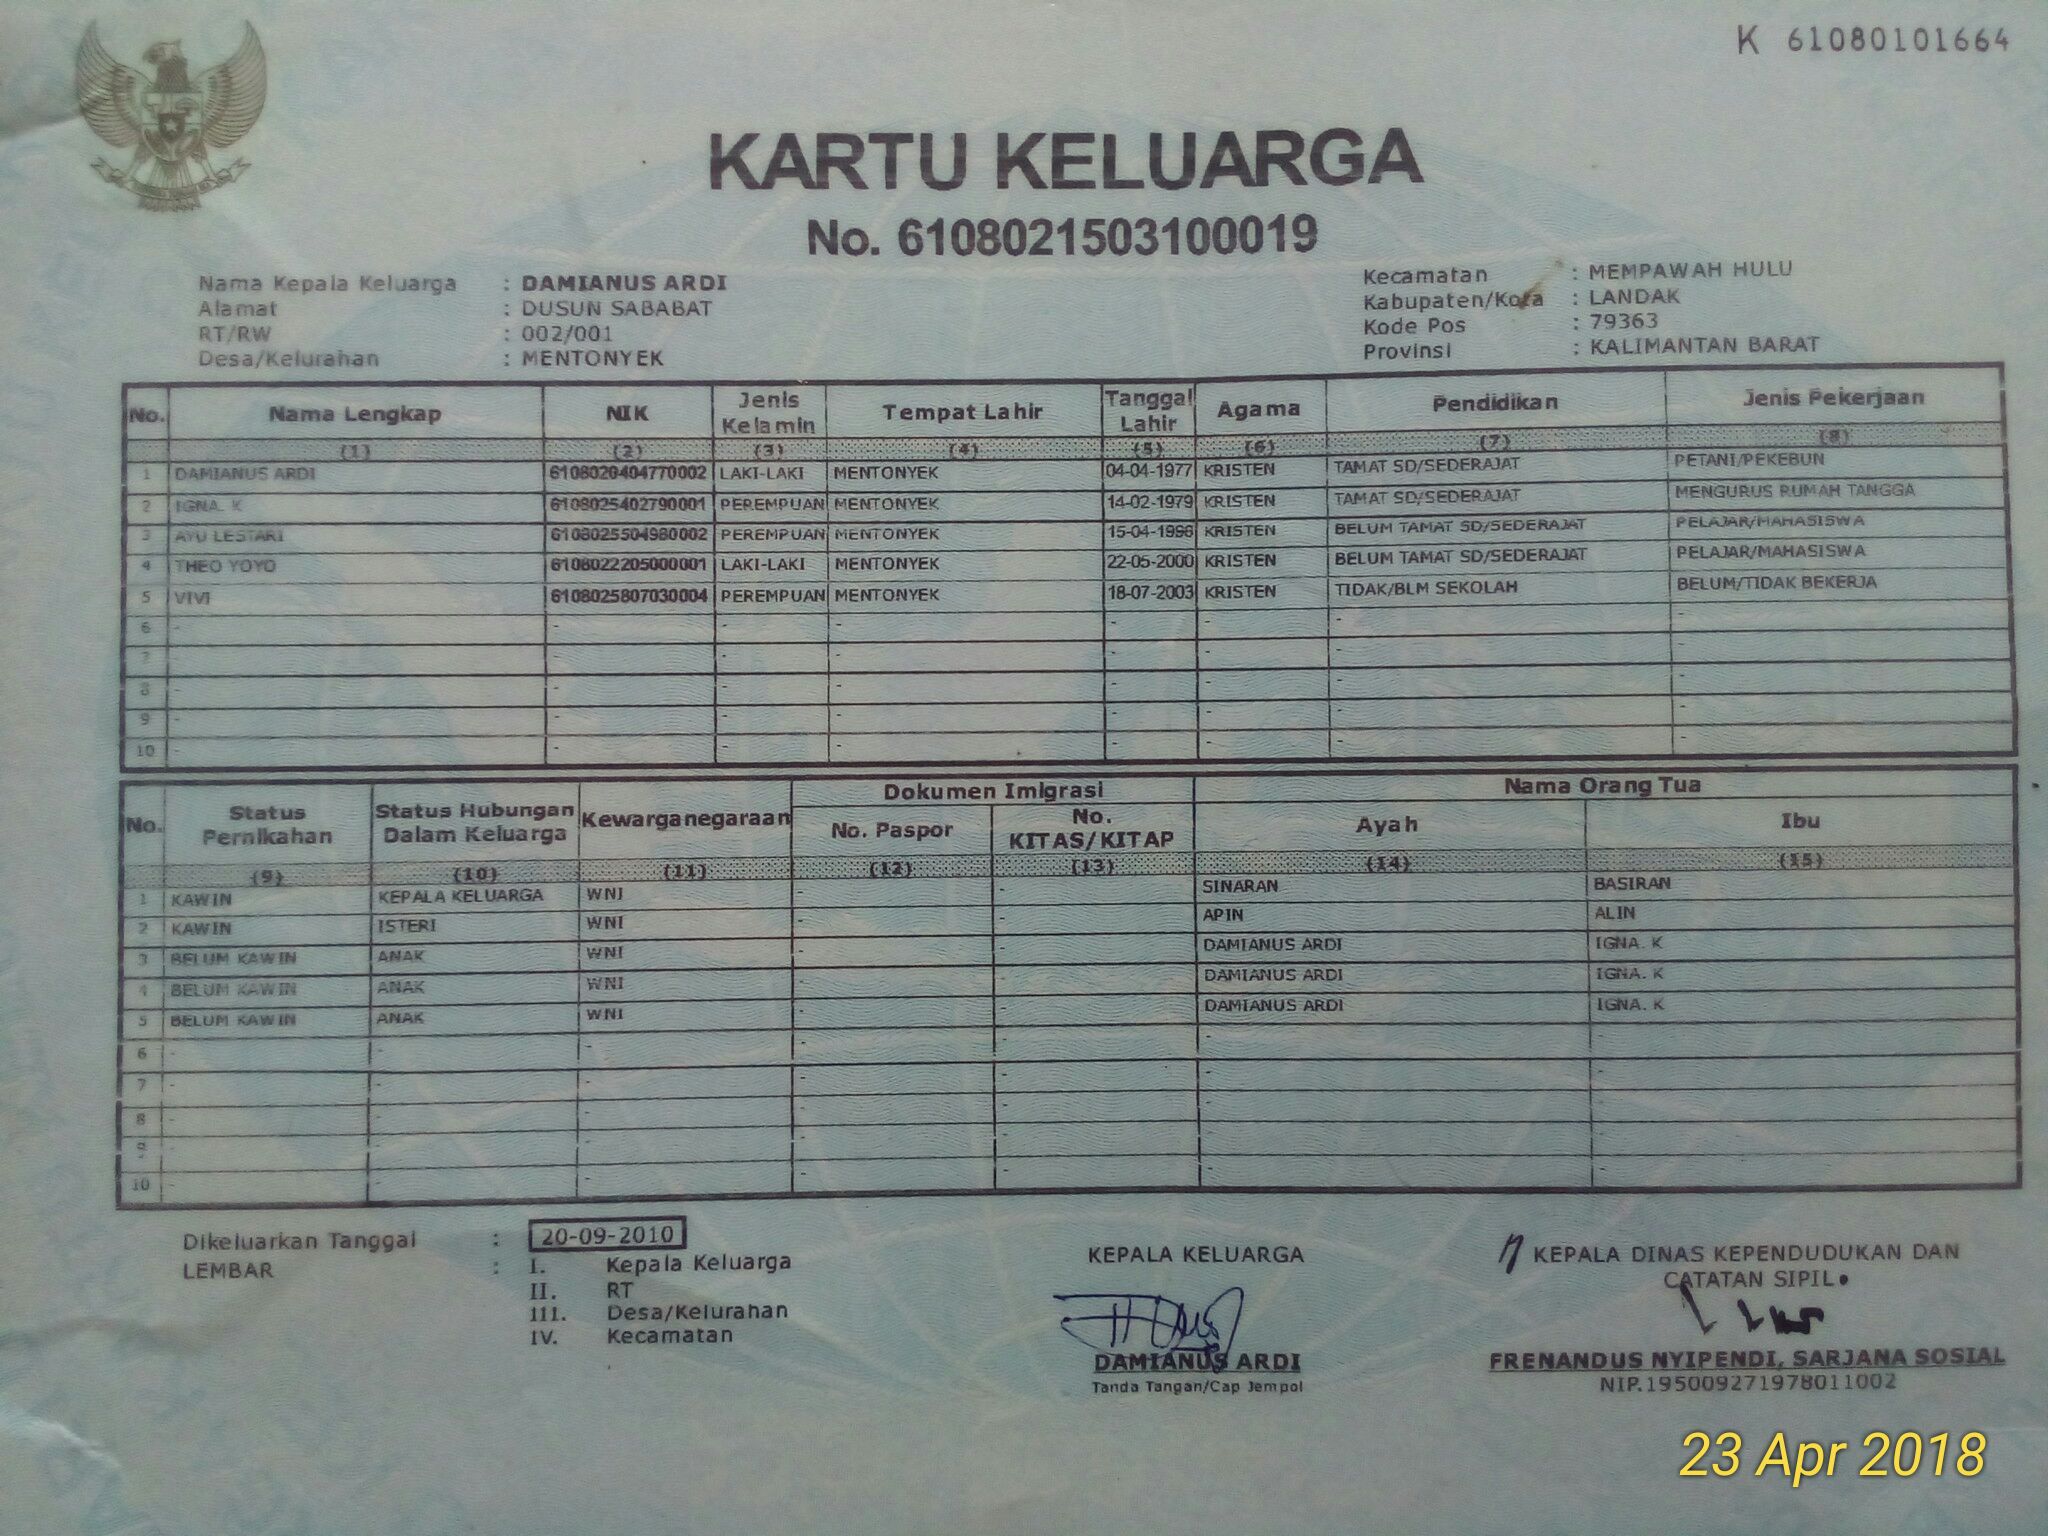 K 61080101664
KARTU KELUARGA
No. 6108021503100019
Nama Kepala Keluarga : DAMIANUS ARDI
Alamat : DUSUN SABABAT
RT/RW : 002/001
Desa/Kelurahan : MENTONYEK
Kecamatan : MEMPAWAH HULU
Kabupaten/Kota : LANDAK
Kode Pos : 79363
Provinsi : KALIMANTAN BARAT
No. Nama Lengkap NIK Jenis Kelamin Tempat Lahir Tanggal Lahir Agama Pendidikan Jenis Pekerjaan
(1) (2) (3) (4) (5) (6) (7) (8)
1 DAMIANUS ARDI 6108020404770002 LAKI-LAKI MENTONYEK 04-04-1977 KRISTEN TAMAT SD/SEDERAJAT PETANI/PEKEBUN
2 IGNA. K 6108025402790001 PEREMPUAN MENTONYEK 14-02-1979 KRISTEN TAMAT SD/SEDERAJAT MENGURUS RUMAH TANGGA
3 AYU LESTARI 6108025504980002 PEREMPUAN MENTONYEK KRISTEN BELUM TAMAT SD/SEDERAJAT PELAJAR/MAHASISWA
4 THEO YOYO 6108022205000001 LAKI-LAKI MENTONYEK 22-05-2000 KRISTEN BELUM TAMAT SD/SEDERAJAT PELAJAR/MAHASISWA
5 VIVI 6108025807030004 PEREMPUAN MENTONYEK 18-07-2003 KRISTEN TIDAK/BLM SEKOLAH BELUM/TIDAK BEKERJA
6 - - - - - - - -
7 - - - - - - - -
8 - - - - - - - -
9 - - - - - - - -
10 - - - - - - - -
No. Status Pernikahan Status Hubungan Dalam Keluarga Kewarganegaraan Dokumen Imigrasi Nama Orang Tua
No. Paspor No. KITAS/KITAP Ayah Ibu
(9) (10) (11) (12) (13) (14) (15)
1 KAWIN KEPALA KELUARGA WNI - - SINARAN BASIRAN
2 KAWIN ISTERI WNI - - APIN ALIN
3 BELUM KAWIN ANAK WNI - - DAMIANUS ARDI IGNA. K
4 BELUM KAWIN ANAK WNI - - DAMIANUS ARDI IGNA. K
5 BELUM KAWIN ANAK WNI - - DAMIANUS ARDI IGNA. K
6 - - - - - - -
7 - - - - - - -
8 - - - - - - -
9 - - - - - - -
10 - - - - - - -
Dikeluarkan Tanggal : 20-09-2010
LEMBAR : I. Kepala Keluarga
II. RT
III. Desa/Kelurahan
IV. Kecamatan
KEPALA KELUARGA
DAMIANUS ARDI
Tanda Tangan/Cap Jempol
KEPALA DINAS KEPENDUDUKAN DAN
CATATAN SIPIL
FRENANDUS NYIPENDI, SARJANA SOSIAL
NIP.195009271978011002
23 Apr 2018